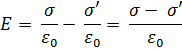 E = σ/ε₀ − σ′/ε₀ = σ − σ′/ε₀